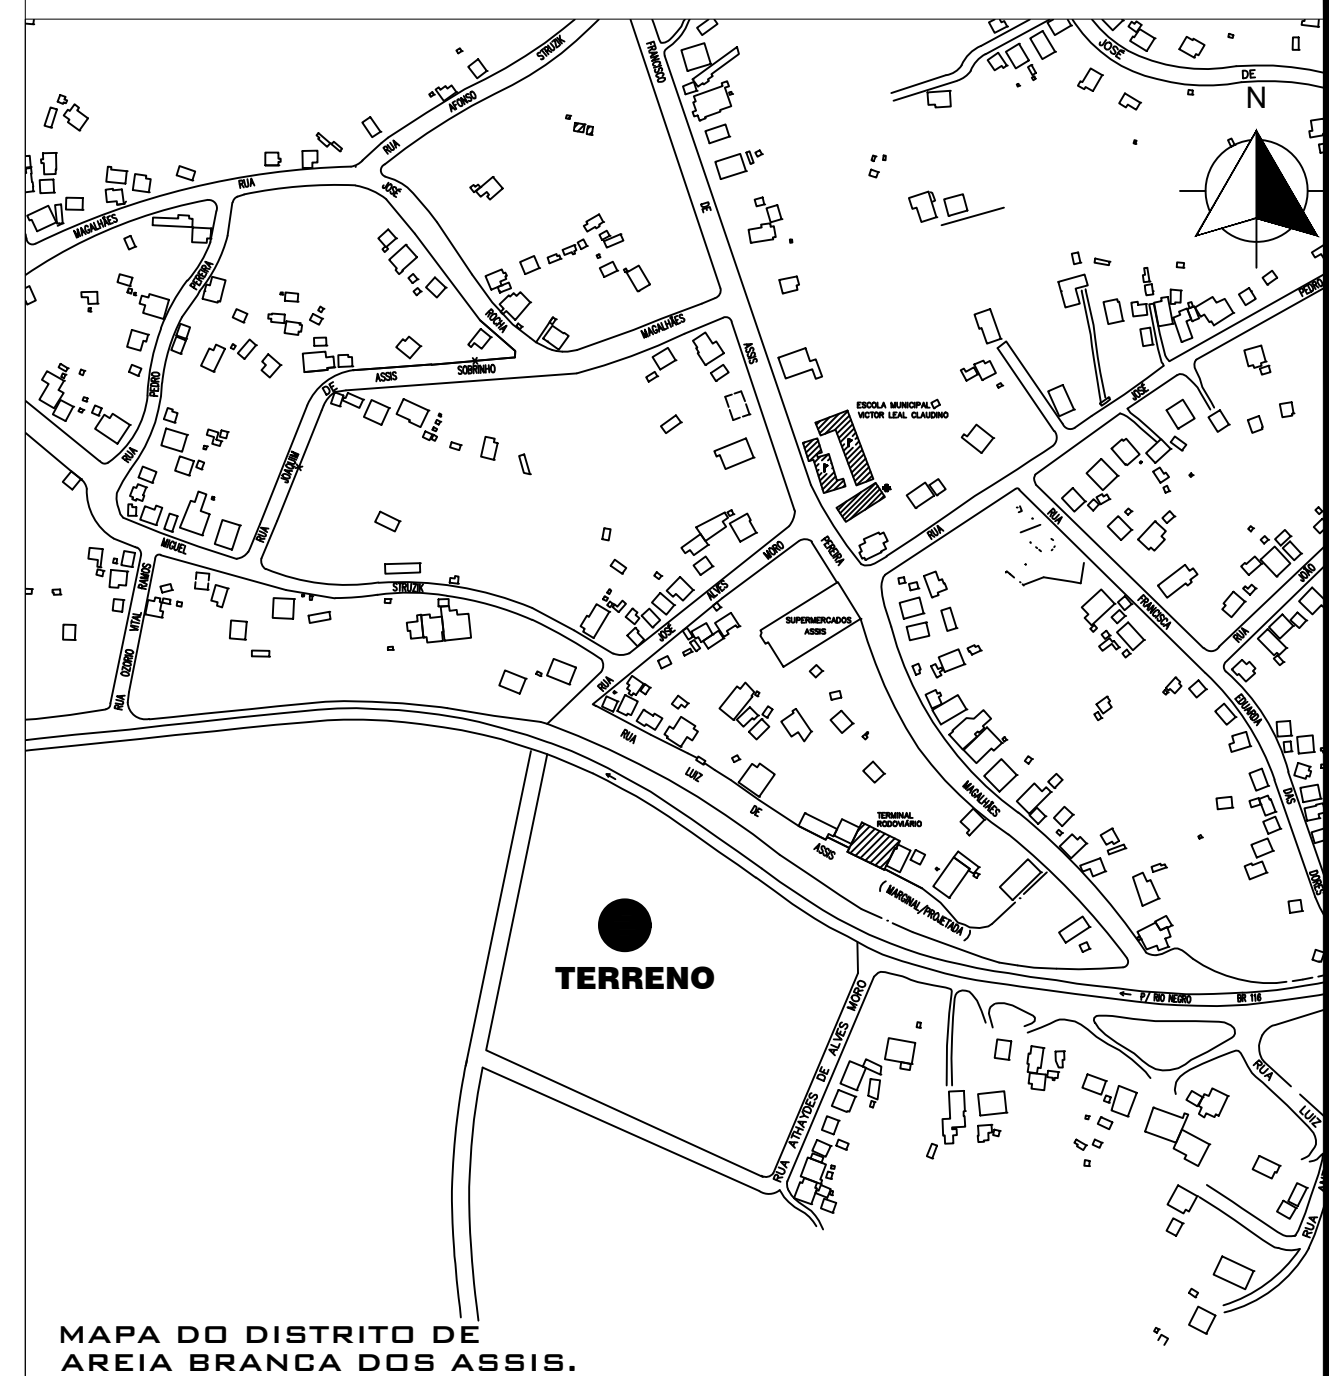 STRUZIK
AFONSO
RUA
FRANCISCO
JOSÉ
DE
N
RUA
MAGALHÃES
JOSÉ
DE
PEREIRA
ROCHA
MAGALHÃES
PEDRO
ASSIS
SOBRINHO
ASSIS
DE
PEDRO
JOSÉ
ESCOLA MUNICIPAL
VICTOR LEAL CLAUDINO
RUA
JOAQUIM
RUA
MIGUEL
RUA
RUA
MORO
PEREIRA
RAMOS
STRUZIK
ALVES
JOÃO
FRANCISCA
VITAL
JOSÉ
SUPERMERCADOS
ASSIS
RUA
OZORIO
RUA
RUA
EDUARDA
RUA
LUIZ
DE
MAGALHÃES
DAS
TERMINAL
RODOVIÁRIO
ASSIS
( MARGINAL/PROJETADA )
DORES
TERRENO
P/ RIO NEGRO
BR 116
RUA ATHAYDES DE ALVES MORO
RUA
LUIZ
RUA
MAPA DO DISTRITO DE
AREIA BRANCA DOS ASSIS.